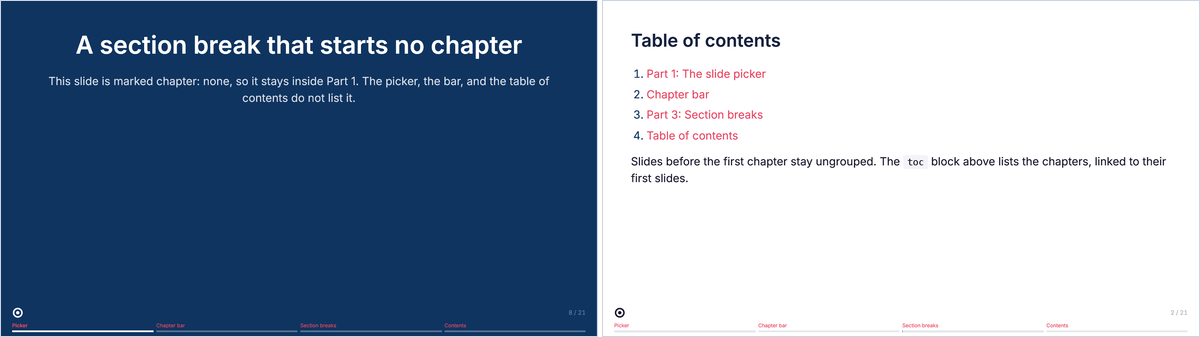 A section break that starts no chapter
This slide is marked chapter: none, so it stays inside Part 1. The picker, the bar, and the table of
contents do not list it.
8 / 21
Picker
Chapter bar
Section breaks
Contents
Table of contents
1. Part 1: The slide picker
2. Chapter bar
3. Part 3: Section breaks
4. Table of contents
Slides before the first chapter stay ungrouped. The toc block above lists the chapters, linked to their
first slides.
2 / 21
Picker
Chapter bar
Section breaks
Contents